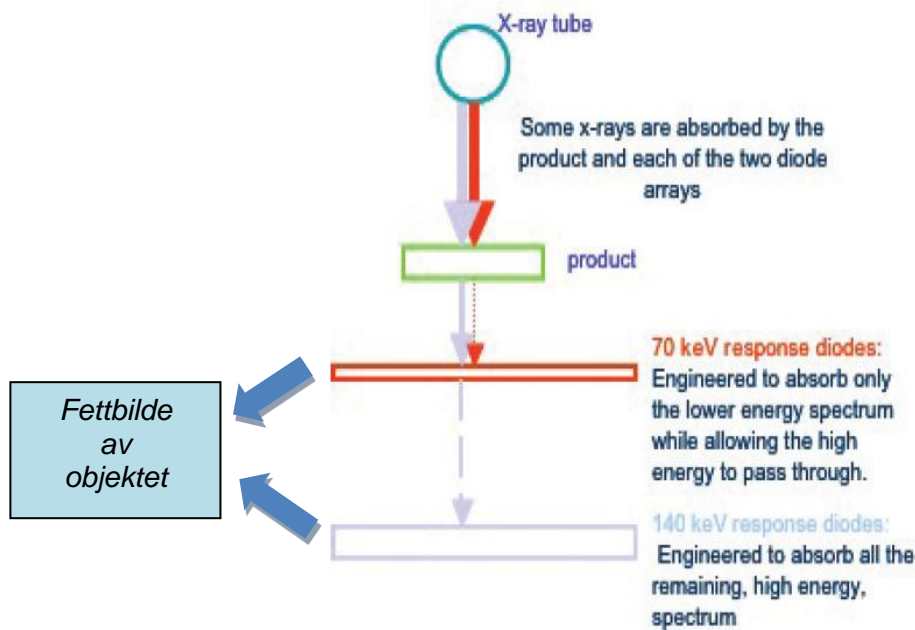 X-ray tube
Some x-rays are absorbed by the
product and each of the two diode
arrays
product
70 keV response diodes:
Engineered to absorb only
the lower energy spectrum
while allowing the high
energy to pass through.
Fettbilde
av
objektet
140 keV response diodes:
Engineered to absorb all the
remaining, high energy,
spectrum